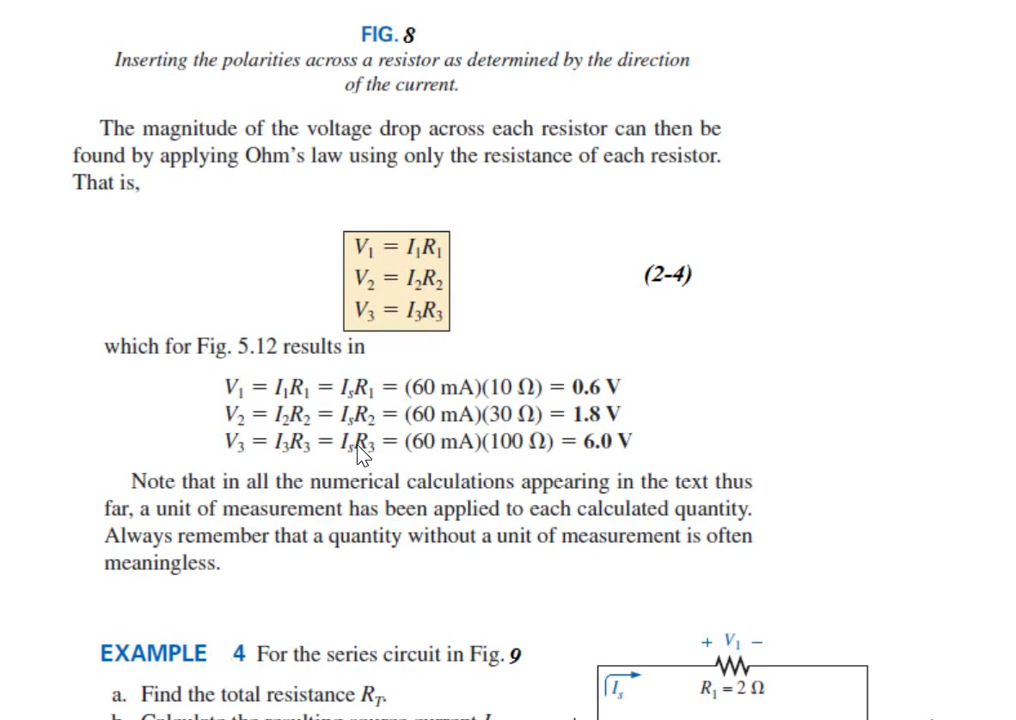 FIG. 8
Inserting the polarities across a resistor as determined by the direction
of the current.
The magnitude of the voltage drop across each resistor can then be
found by applying Ohm's law using only the resistance of each resistor.
That is,
V₁ = I₁R₁
V₂ = I₂R₂
V₃ = I₃R₃
(2-4)
which for Fig. 5.12 results in
V₁ = I₁R₁ = IₛR₁ = (60 mA)(10 Ω) = 0.6 V
V₂ = I₂R₂ = IₛR₂ = (60 mA)(30 Ω) = 1.8 V
V₃ = I₃R₃ = IₛR₃ = (60 mA)(100 Ω) = 6.0 V
Note that in all the numerical calculations appearing in the text thus
far, a unit of measurement has been applied to each calculated quantity.
Always remember that a quantity without a unit of measurement is often
meaningless.
EXAMPLE 4 For the series circuit in Fig. 9
a. Find the total resistance R_T.
+ V₁ −
R₁ = 2 Ω
Iₛ